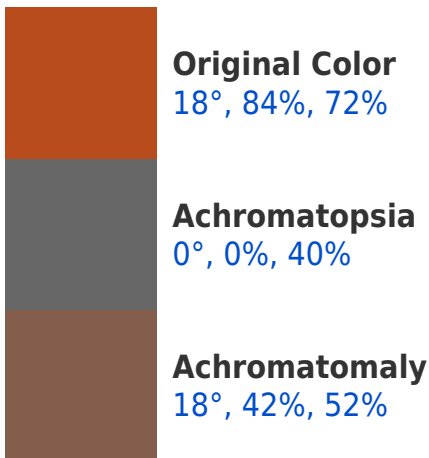 Original Color
18°, 84%, 72%
Achromatopsia
0°, 0%, 40%
Achromatomaly
18°, 42%, 52%